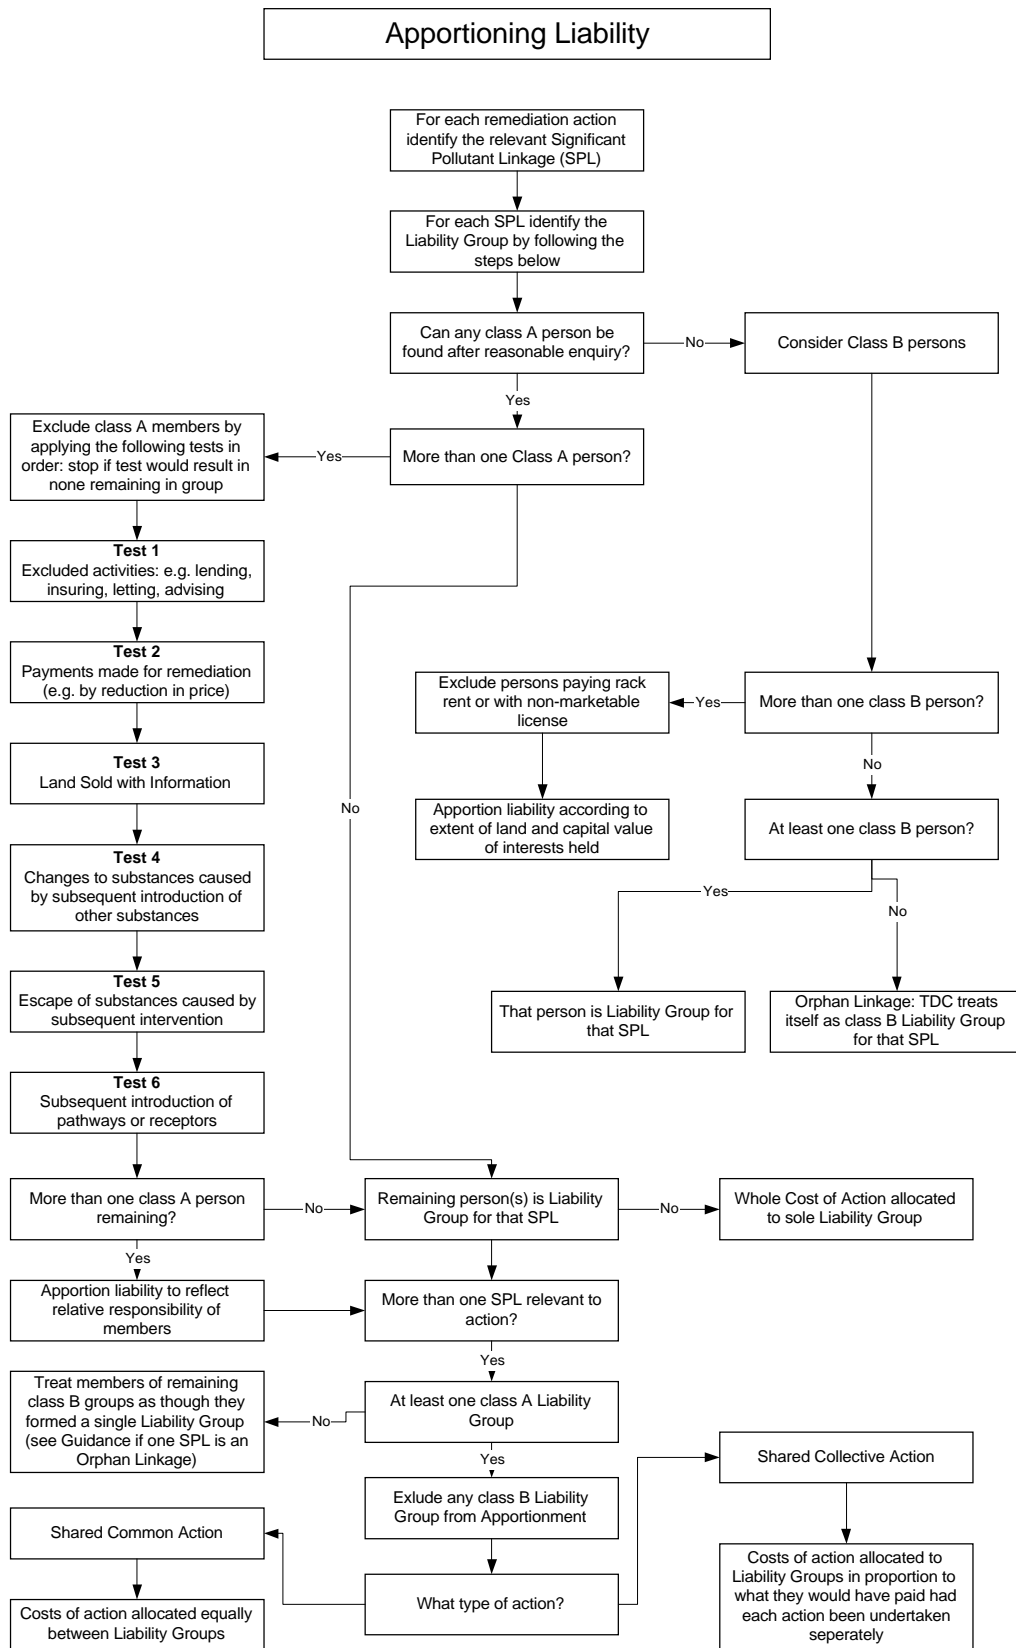 Apportioning Liability
For each remediation action
identify the relevant Significant
Pollutant Linkage (SPL)
For each SPL identify the
Liability Group by following the
steps below
Can any class A person be
found after reasonable enquiry?
No
Consider Class B persons
Yes
Exclude class A members by
applying the following tests in
order: stop if test would result in
none remaining in group
Yes
More than one Class A person?
Test 1
Excluded activities: e.g. lending,
insuring, letting, advising
Test 2
Payments made for remediation
(e.g. by reduction in price)
Exclude persons paying rack
rent or with non-marketable
license
Yes
More than one class B person?
No
Test 3
Land Sold with Information
No
Apportion liability according to
extent of land and capital value
of interests held
At least one class B person?
Test 4
Changes to substances caused
by subsequent introduction of
other substances
Yes
No
Test 5
Escape of substances caused by
subsequent intervention
That person is Liability Group for
that SPL
Orphan Linkage: TDC treats
itself as class B Liability Group
for that SPL
Test 6
Subsequent introduction of
pathways or receptors
More than one class A person
remaining?
No
Remaining person(s) is Liability
Group for that SPL
No
Whole Cost of Action allocated
to sole Liability Group
Yes
Apportion liability to reflect
relative responsibility of
members
More than one SPL relevant to
action?
Yes
Treat members of remaining
class B groups as though they
formed a single Liability Group
(see Guidance if one SPL is an
Orphan Linkage)
No
At least one class A Liability
Group
Yes
Shared Collective Action
Exlude any class B Liability
Group from Apportionment
Shared Common Action
What type of action?
Costs of action allocated equally
between Liability Groups
Costs of action allocated to
Liability Groups in proportion to
what they would have paid had
each action been undertaken
seperately